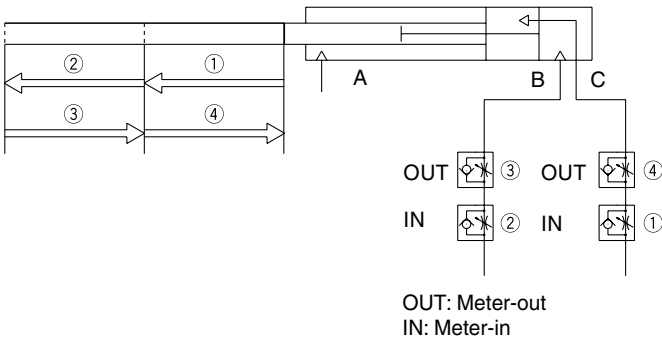 ② ①
③ ④
A B C
OUT ③ OUT ④
IN ② IN ①
OUT: Meter-out
IN: Meter-in